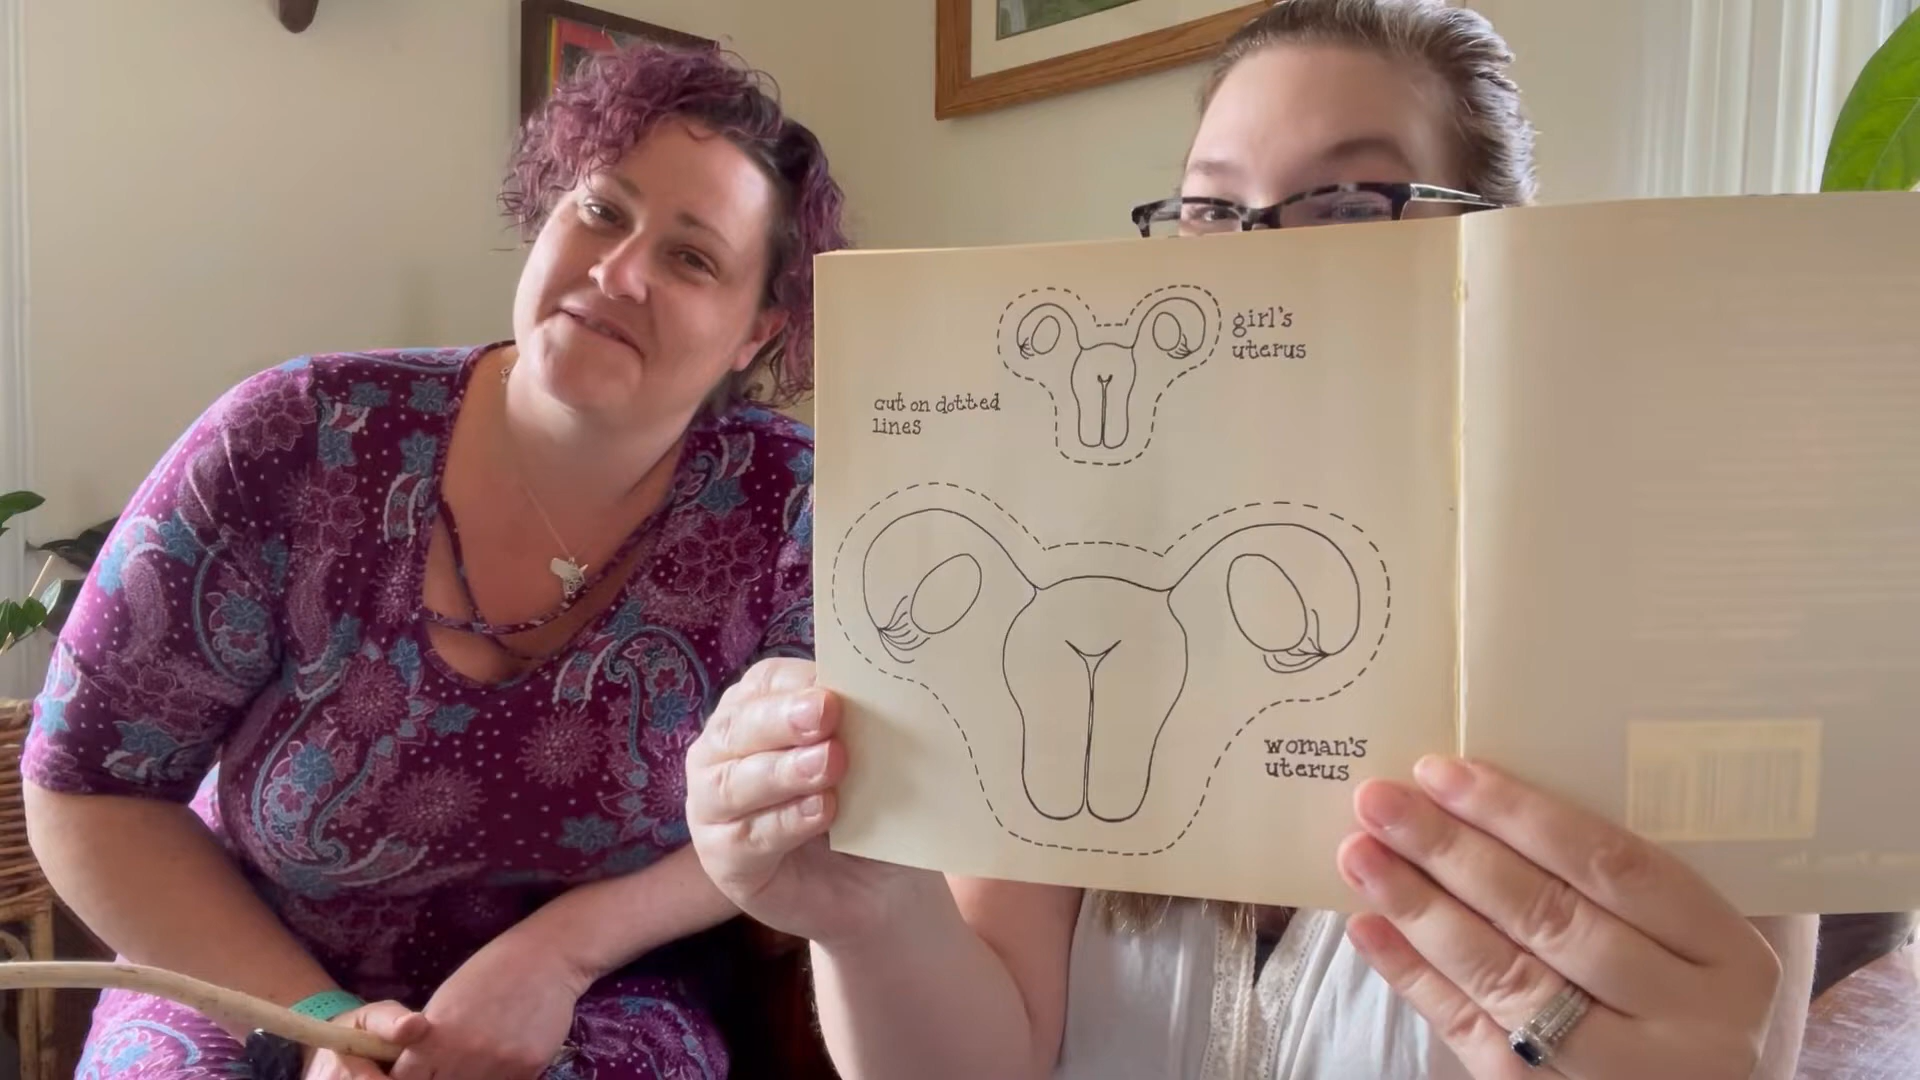 girl's
uterus
cut on dotted
lines
woman's
uterus